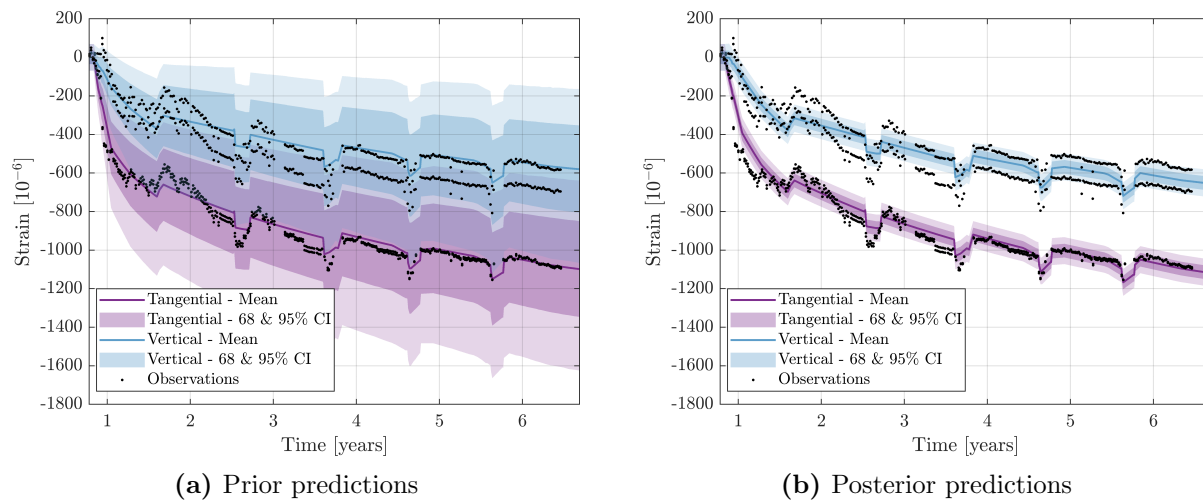 200
0
-200
-400
-600
-800
-1000
-1200
-1400
-1600
-1800
Strain [10⁻⁶]
Tangential - Mean
Tangential - 68 & 95% CI
Vertical - Mean
Vertical - 68 & 95% CI
Observations
1 2 3 4 5 6
Time [years]
(a) Prior predictions
200
0
-200
-400
-600
-800
-1000
-1200
-1400
-1600
-1800
Strain [10⁻⁶]
Tangential - Mean
Tangential - 68 & 95% CI
Vertical - Mean
Vertical - 68 & 95% CI
Observations
1 2 3 4 5 6
Time [years]
(b) Posterior predictions